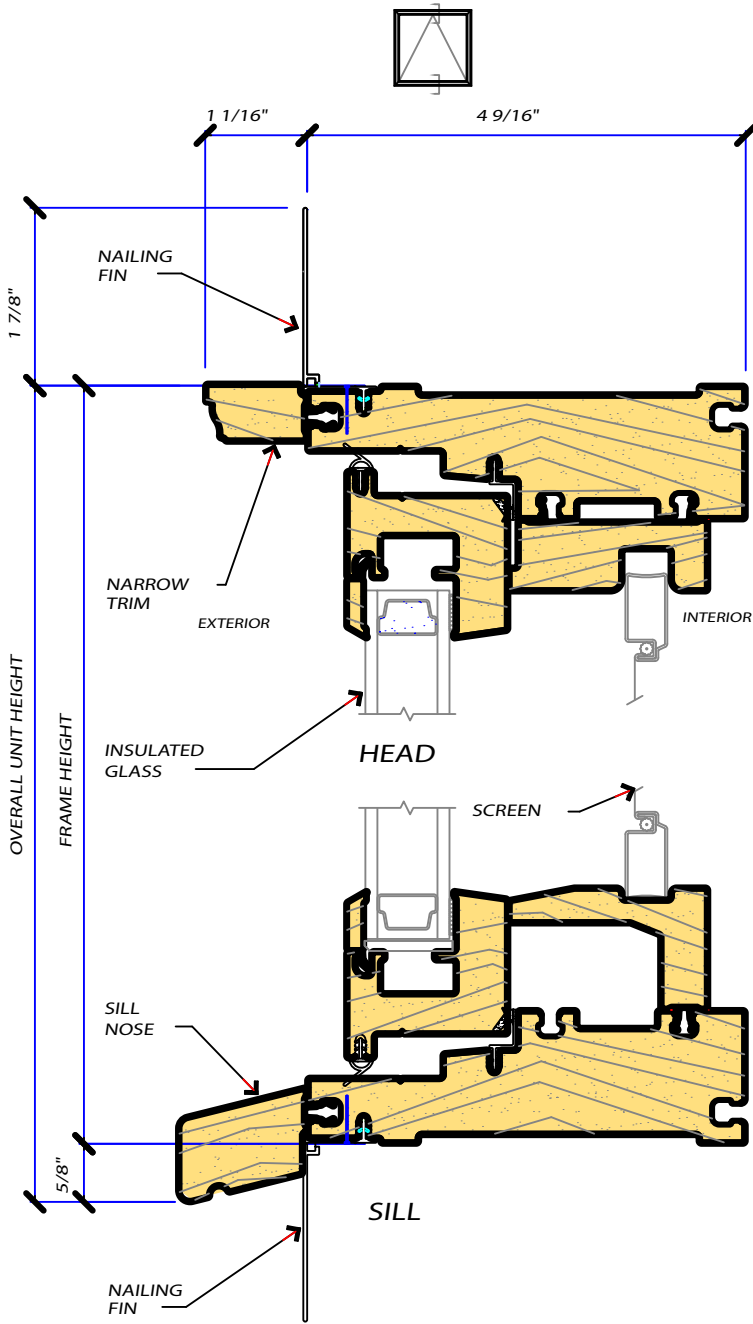 1 1/16"
4 9/16"
NAILING
FIN
1 7/8"
NARROW
TRIM
EXTERIOR
INTERIOR
OVERALL UNIT HEIGHT
FRAME HEIGHT
INSULATED
GLASS
HEAD
SCREEN
SILL
NOSE
5/8"
SILL
NAILING
FIN